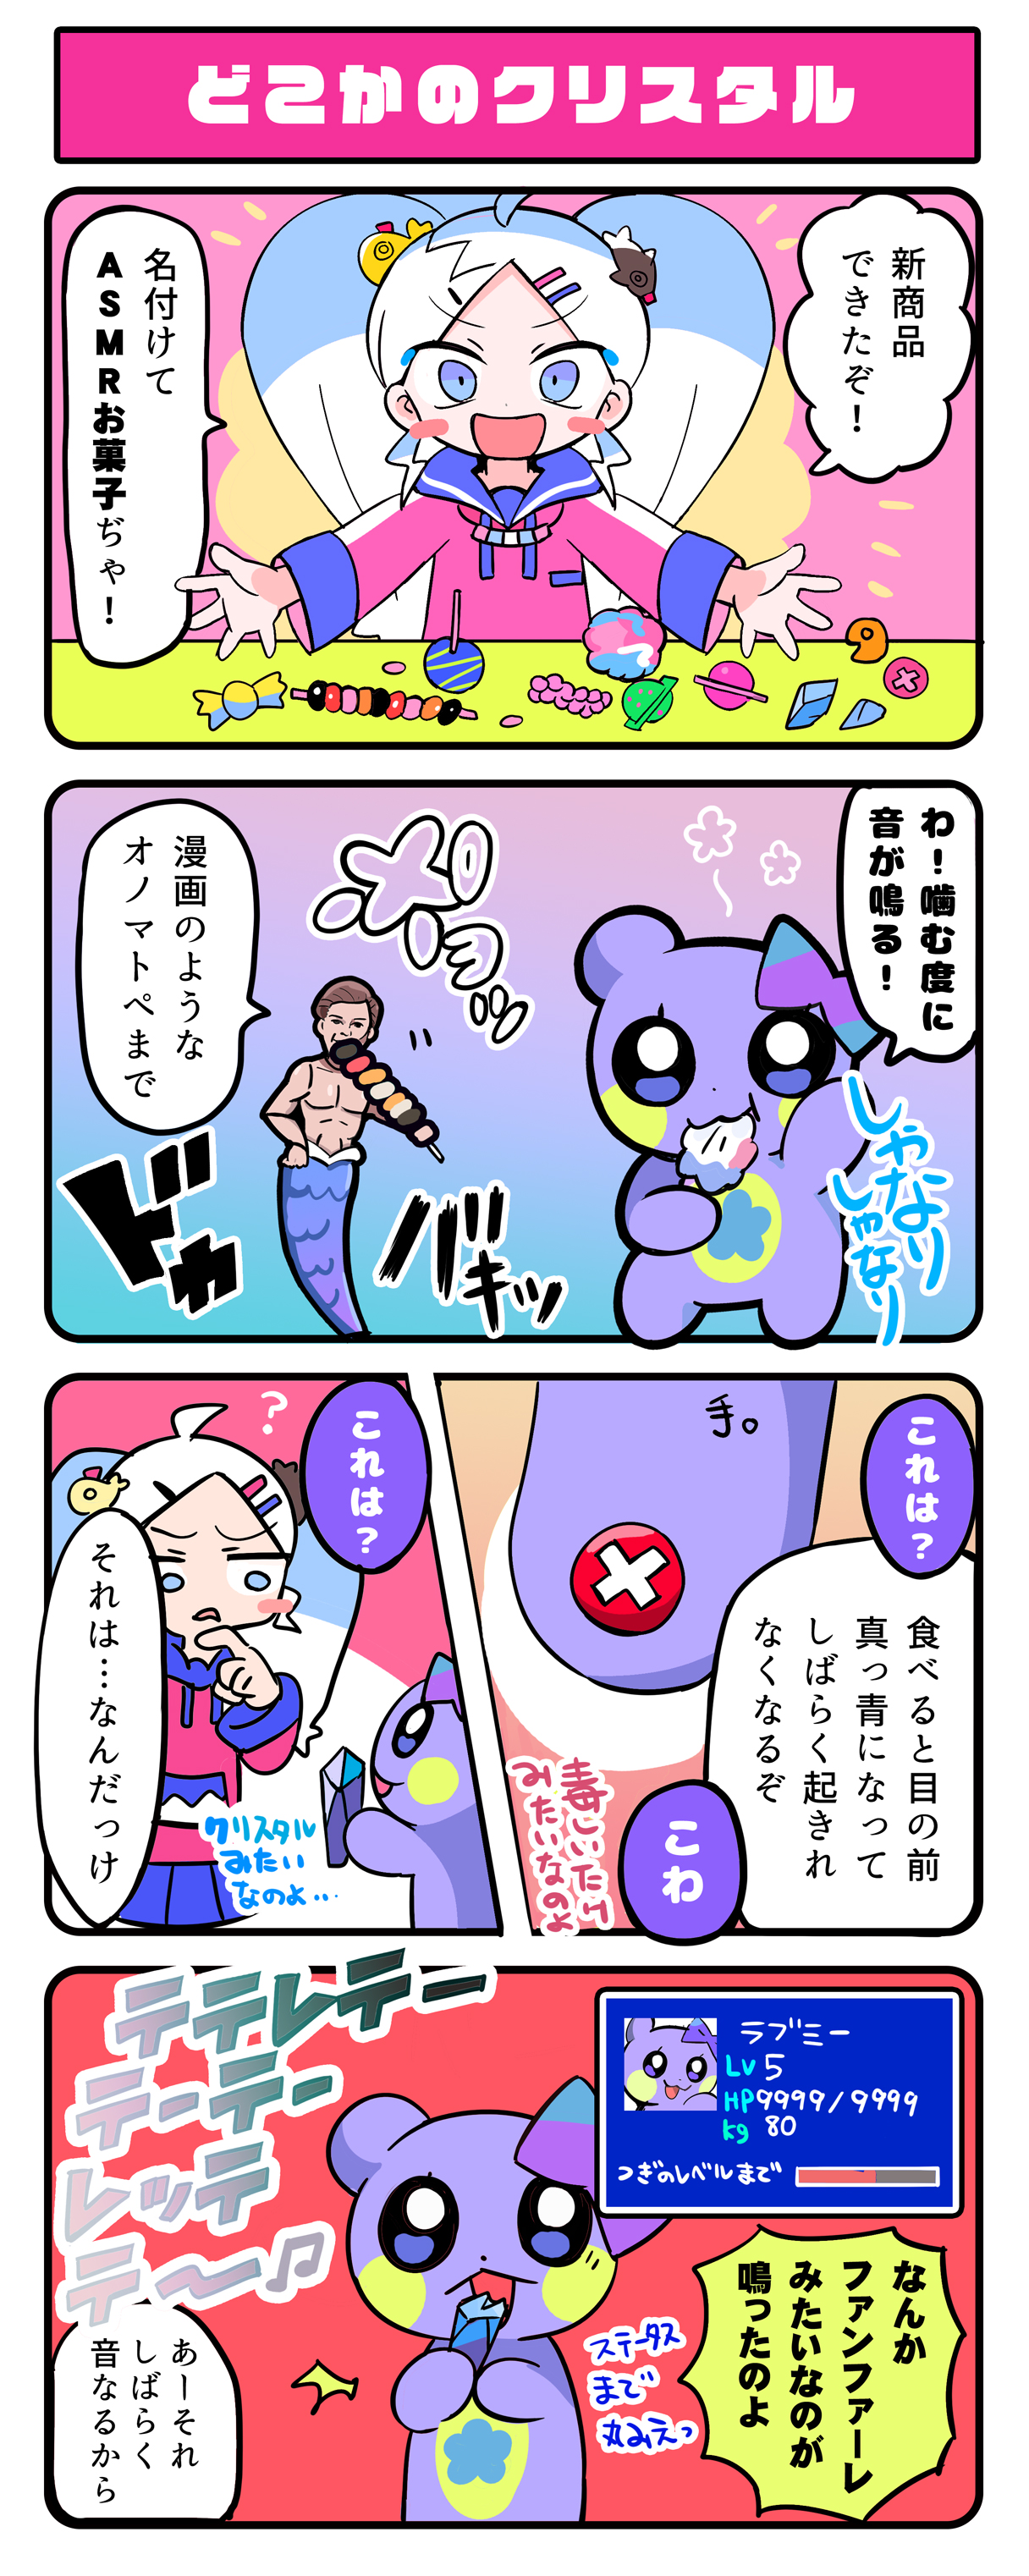 どこかのクリスタル
新商品
できたぞ！
名付けて
ASMRお菓子ぢゃ！
わ！噛む度に
音が鳴る！
しゃなり
しゃなり
ポヨッ
バキッ
漫画のような
オノマトペまで
ドゥ
これは？
手。
食べると目の前
真っ青になって
しばらく起きれ
なくなるぞ
こわ
毒しいたけ
みたいなのよ
これは？
？
それは…なんだっけ
クリスタル
みたい
なのよ…
ラブミー
LV 5
HP9999/9999
kg 80
つぎのレベルまで
なんか
ファンファーレ
みたいなのが
鳴ったのよ
ステータス
まで
丸みえっ
テテレテー
テーテー
レッテ
テ〜♫
あーそれ
しばらく
音なるから